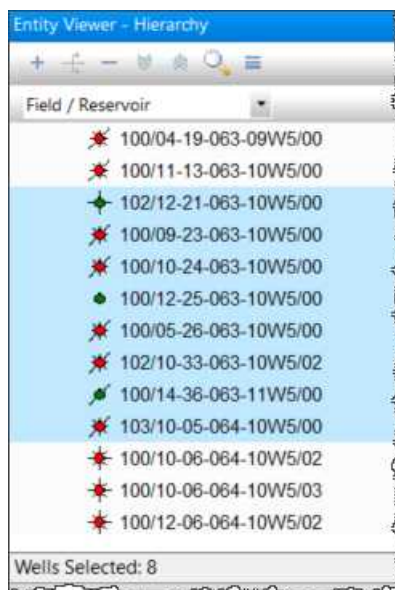 Entity Viewer - Hierarchy
Field / Reservoir
100/04-19-063-09W5/00
100/11-13-063-10W5/00
102/12-21-063-10W5/00
100/09-23-063-10W5/00
100/10-24-063-10W5/00
100/12-25-063-10W5/00
100/05-26-063-10W5/00
102/10-33-063-10W5/02
100/14-36-063-11W5/00
103/10-05-064-10W5/00
100/10-06-064-10W5/02
100/10-06-064-10W5/03
100/12-06-064-10W5/02
Wells Selected: 8